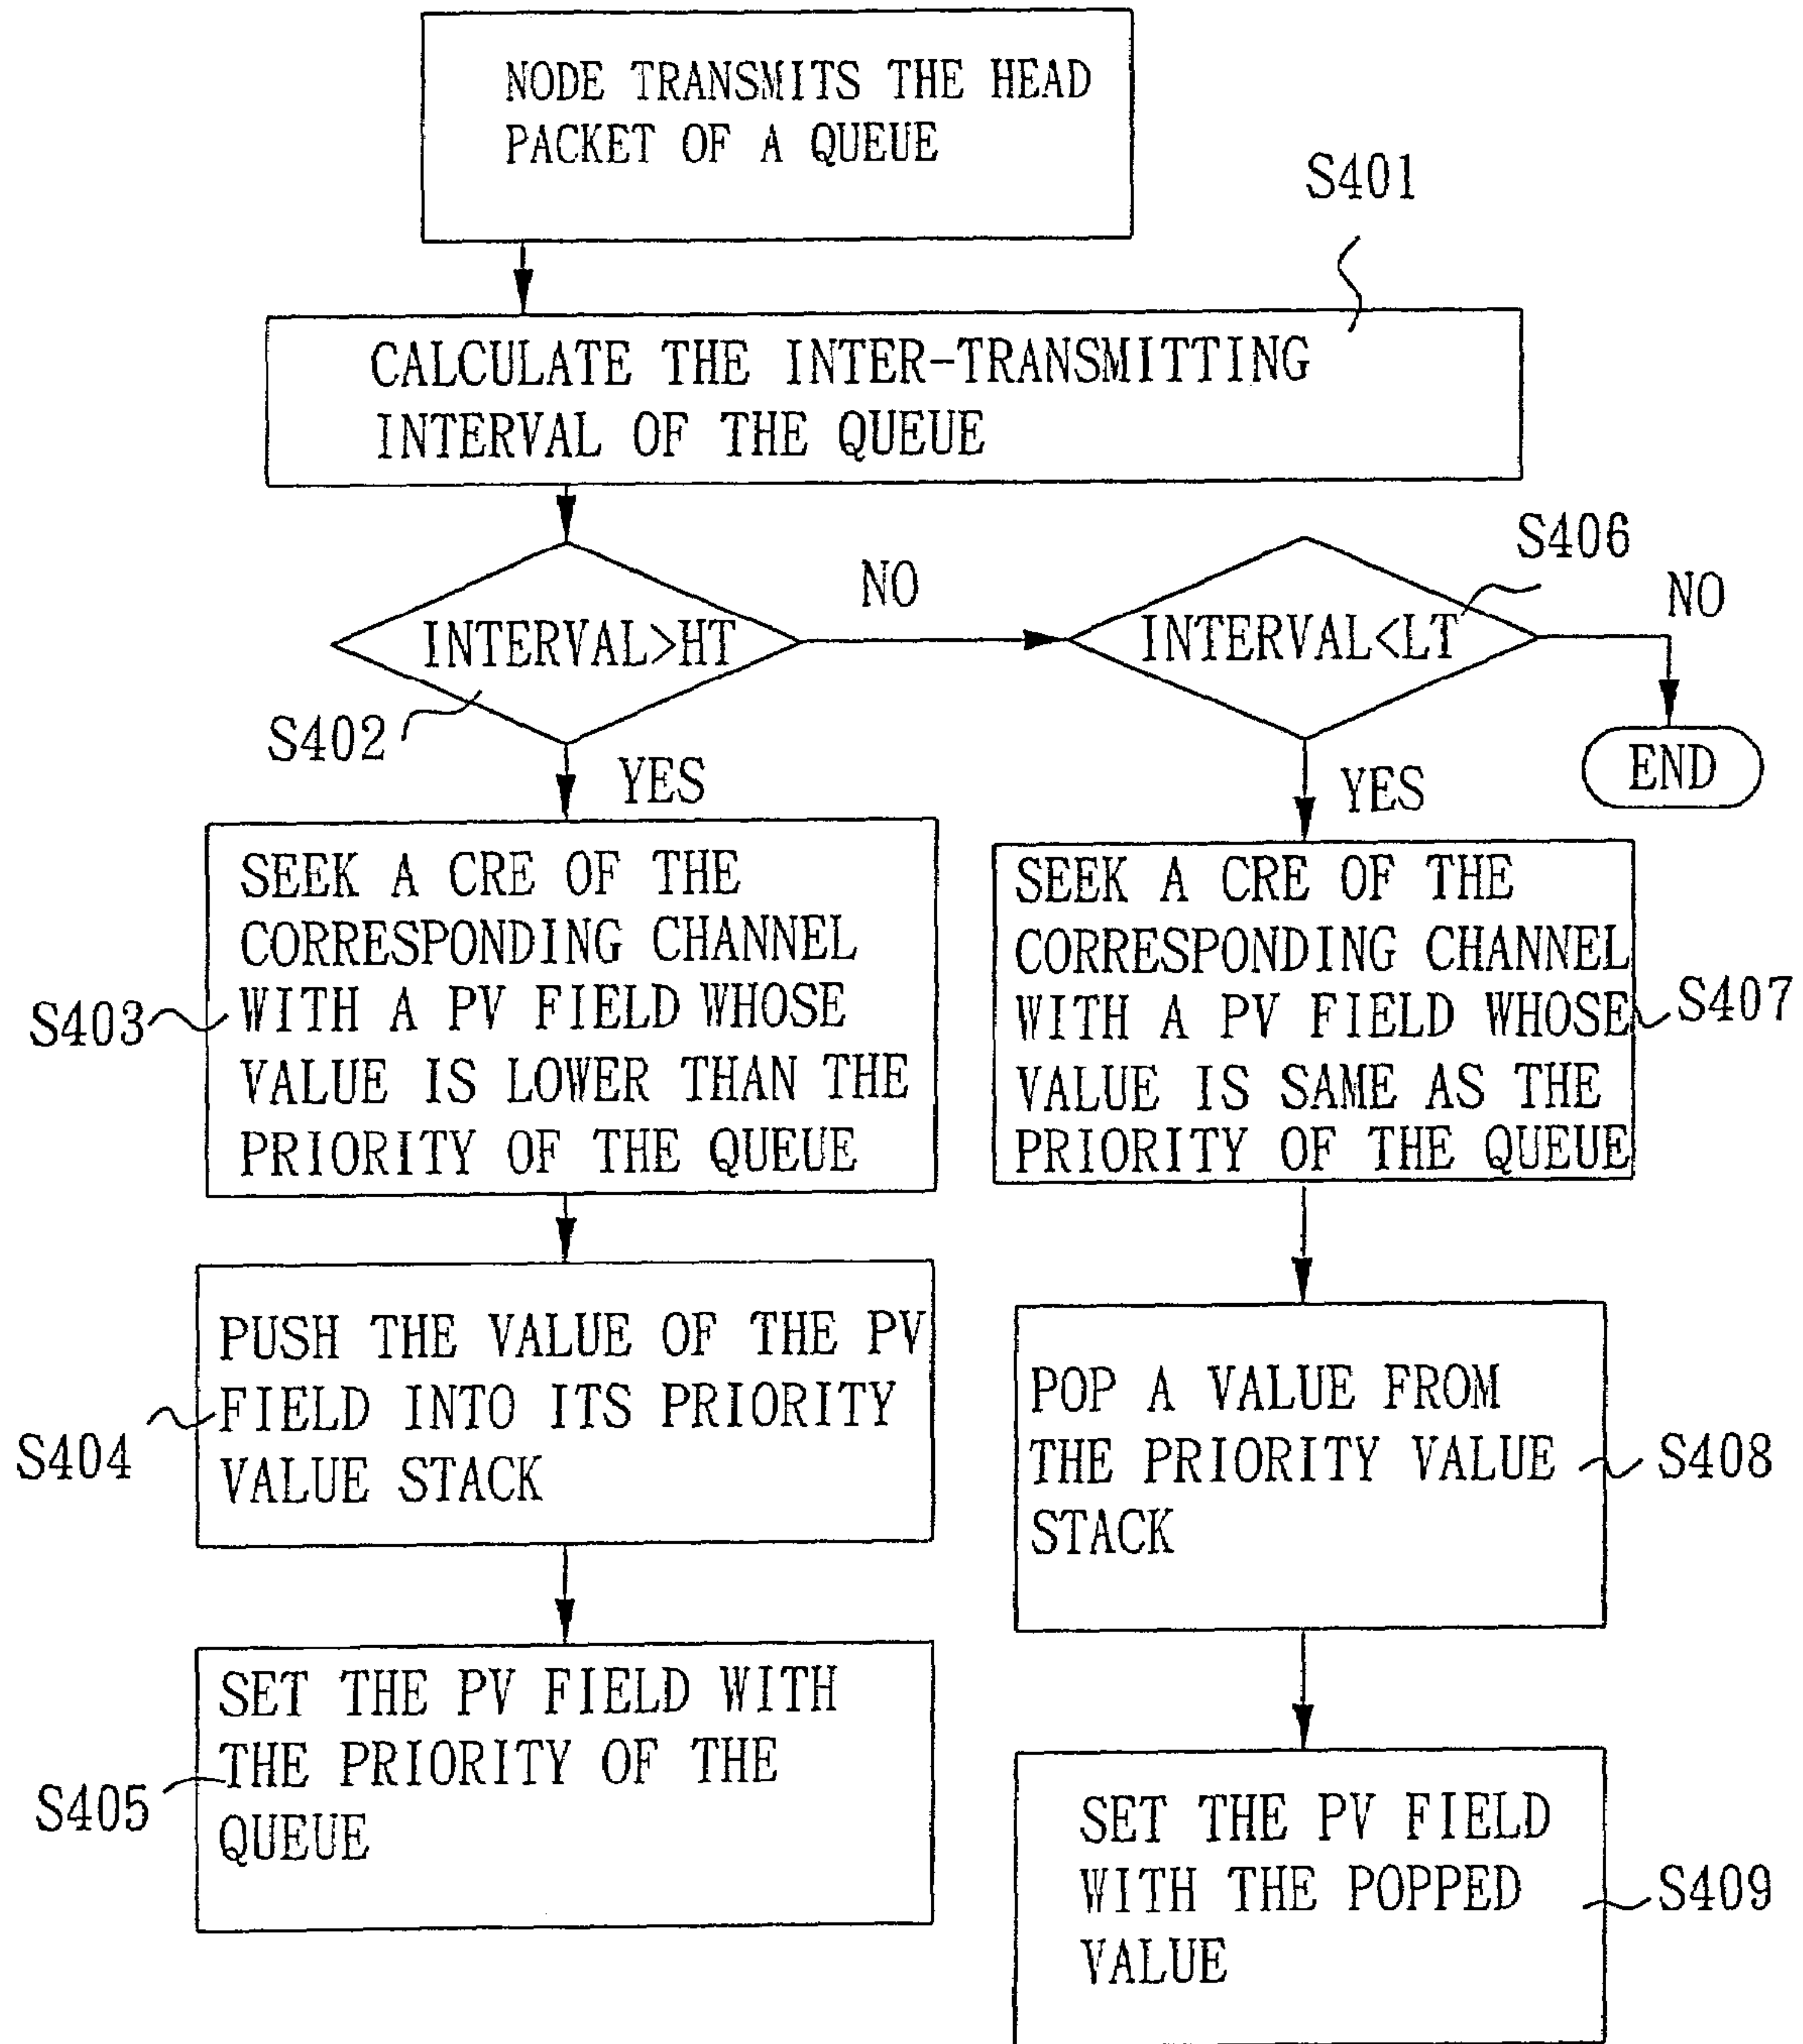 NODE TRANSMITS THE HEAD
PACKET OF A QUEUE
S401
CALCULATE THE INTER-TRANSMITTING
INTERVAL OF THE QUEUE
S406
NO
NO
INTERVAL>HT
INTERVAL<LT
S402
END
YES
YES
SEEK A CRE OF THE
CORRESPONDING CHANNEL
WITH A PV FIELD WHOSE
VALUE IS LOWER THAN THE
PRIORITY OF THE QUEUE
S403
SEEK A CRE OF THE
CORRESPONDING CHANNEL
WITH A PV FIELD WHOSE
VALUE IS SAME AS THE
PRIORITY OF THE QUEUE
S407
PUSH THE VALUE OF THE PV
FIELD INTO ITS PRIORITY
VALUE STACK
S404
POP A VALUE FROM
THE PRIORITY VALUE
STACK
S408
SET THE PV FIELD WITH
THE PRIORITY OF THE
QUEUE
S405
SET THE PV FIELD
WITH THE POPPED
VALUE
S409